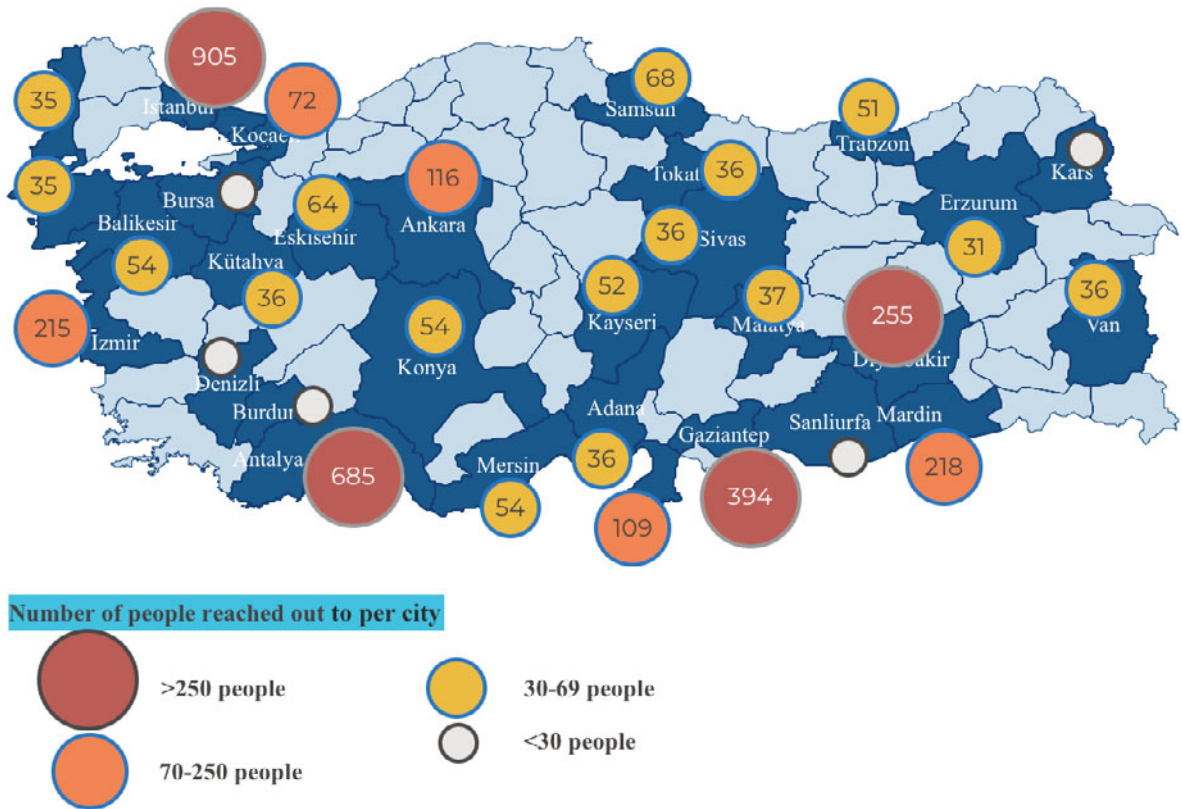 905
68
35
72
51
Istanbul
Samsun
Kocaeli
Trabzon
116
36
Tokat
Kars
35
Bursa
64
Erzurum
Balikesir
Ankara
Eskisehir
36
Sivas
31
54
Kütahya
36
52
37
36
215
Izmir
54
Kayseri
Malatya
255
Van
Konya
Diyarbakir
Denizli
Burdur
Adana
Gaziantep
Sanliurfa
Mardin
Antalya
685
Mersin
36
218
54
394
109
Number of people reached out to per city
>250 people
30-69 people
<30 people
70-250 people